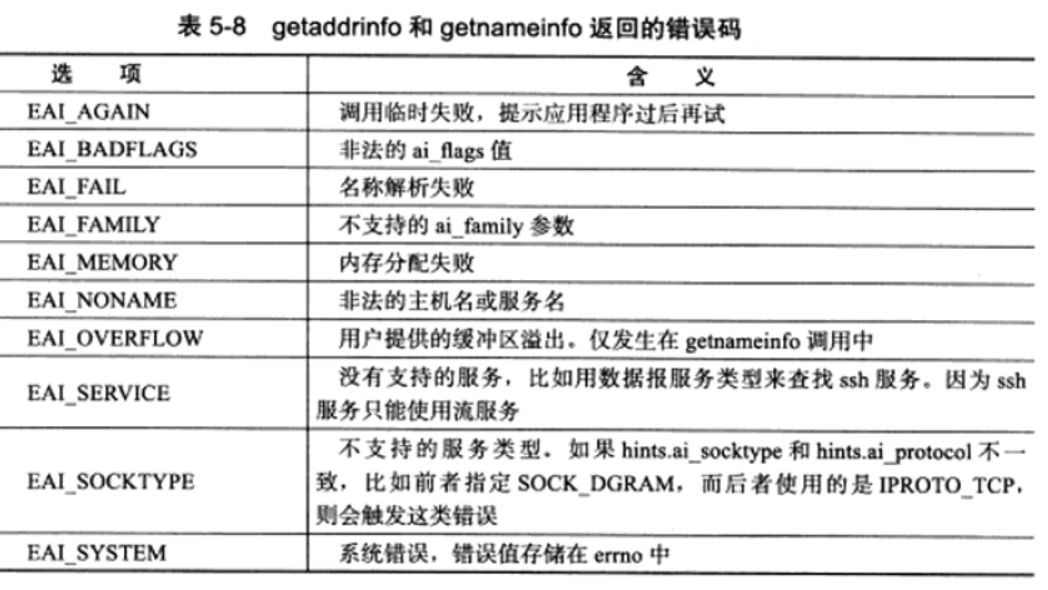 表 5-8 getaddrinfo 和 getnameinfo 返回的错误码
选 项 含 义
EAI_AGAIN 调用临时失败，提示应用程序过后再试
EAI_BADFLAGS 非法的 ai_flags 值
EAI_FAIL 名称解析失败
EAI_FAMILY 不支持的 ai_family 参数
EAI_MEMORY 内存分配失败
EAI_NONAME 非法的主机名或服务名
EAI_OVERFLOW 用户提供的缓冲区溢出。仅发生在 getnameinfo 调用中
EAI_SERVICE 没有支持的服务，比如用数据报服务类型来查找 ssh 服务。因为 ssh
服务只能使用流服务
EAI_SOCKTYPE 不支持的服务类型。如果 hints.ai_socktype 和 hints.ai_protocol 不一
致，比如前者指定 SOCK_DGRAM，而后者使用的是 IPROTO_TCP，
则会触发这类错误
EAI_SYSTEM 系统错误，错误值存储在 errno 中